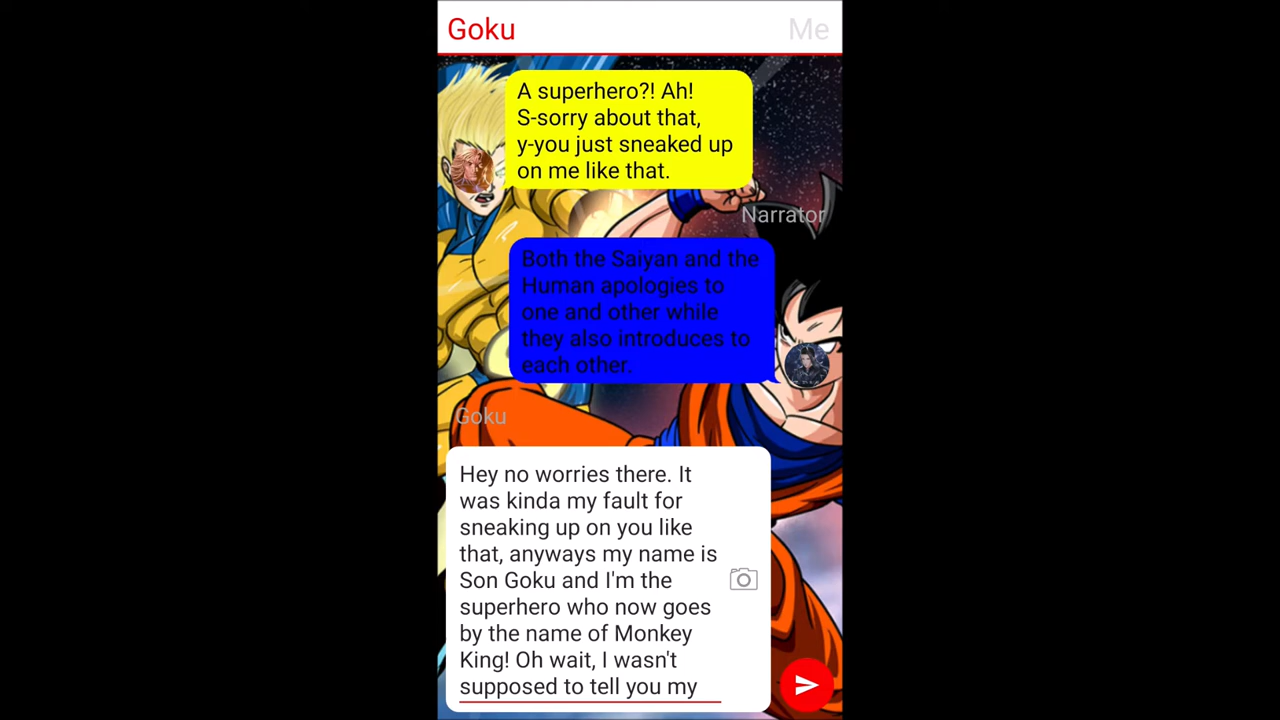 Goku
Me
A superhero?! Ah!
S-sorry about that,
y-you just sneaked up
on me like that.
Narrator
Both the Saiyan and the
Human apologies to
one and other while
they also introduces to
each other.
Goku
Hey no worries there. It
was kinda my fault for
sneaking up on you like
that, anyways my name is
Son Goku and I'm the
superhero who now goes
by the name of Monkey
King! Oh wait, I wasn't
supposed to tell you my